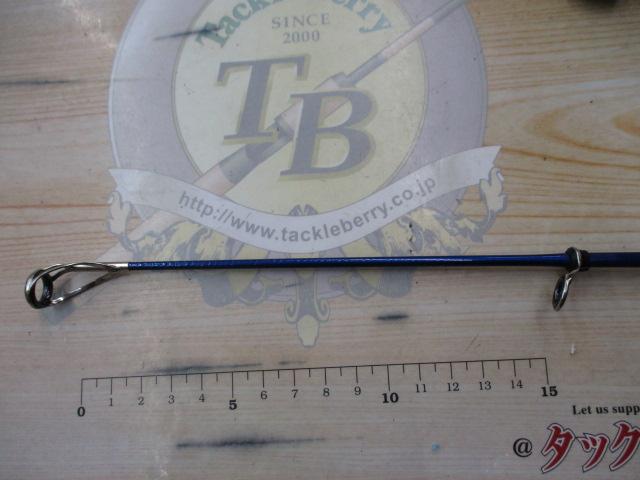 Tackleberry
SINCE
2000
TB
http://www.tackleberry.co.jp
0 1 2 3 4 5 6 7 8 9 10 11 12 13 14 15
Let us supp
@タック